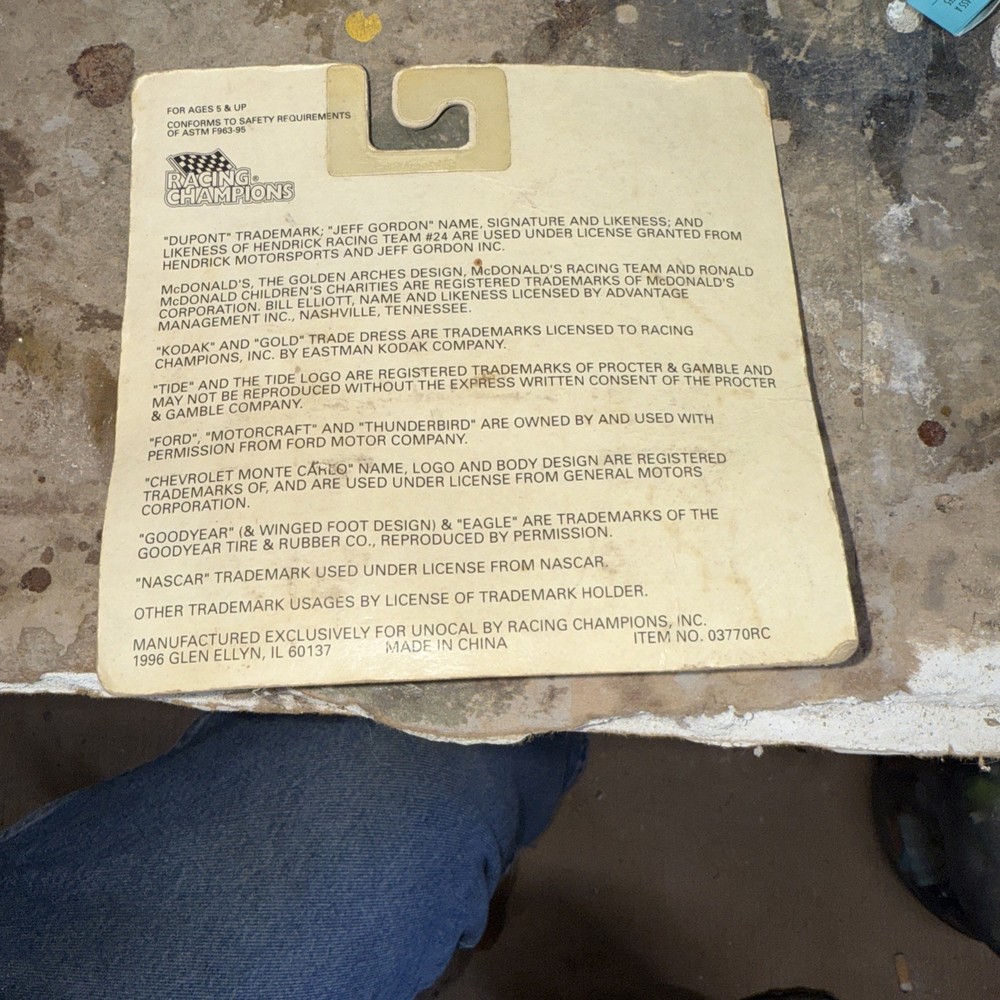 FOR AGES 5 & UP
CONFORMS TO SAFETY REQUIREMENTS
OF ASTM F963-95
RACING®
CHAMPIONS
"DUPONT" TRADEMARK; "JEFF GORDON" NAME, SIGNATURE AND LIKENESS; AND
LIKENESS OF HENDRICK RACING TEAM #24 ARE USED UNDER LICENSE GRANTED FROM
HENDRICK MOTORSPORTS AND JEFF GORDON INC.
McDONALD'S, THE GOLDEN ARCHES DESIGN, McDONALD'S RACING TEAM AND RONALD
McDONALD CHILDREN'S CHARITIES ARE REGISTERED TRADEMARKS OF McDONALD'S
CORPORATION. BILL ELLIOTT, NAME AND LIKENESS LICENSED BY ADVANTAGE
MANAGEMENT INC., NASHVILLE, TENNESSEE.
"KODAK" AND "GOLD" TRADE DRESS ARE TRADEMARKS LICENSED TO RACING
CHAMPIONS, INC. BY EASTMAN KODAK COMPANY.
"TIDE" AND THE TIDE LOGO ARE REGISTERED TRADEMARKS OF PROCTER & GAMBLE AND
MAY NOT BE REPRODUCED WITHOUT THE EXPRESS WRITTEN CONSENT OF THE PROCTER
& GAMBLE COMPANY.
"FORD", "MOTORCRAFT" AND "THUNDERBIRD" ARE OWNED BY AND USED WITH
PERMISSION FROM FORD MOTOR COMPANY.
"CHEVROLET MONTE CARLO" NAME, LOGO AND BODY DESIGN ARE REGISTERED
TRADEMARKS OF, AND ARE USED UNDER LICENSE FROM GENERAL MOTORS
CORPORATION.
"GOODYEAR" (& WINGED FOOT DESIGN) & "EAGLE" ARE TRADEMARKS OF THE
GOODYEAR TIRE & RUBBER CO., REPRODUCED BY PERMISSION.
"NASCAR" TRADEMARK USED UNDER LICENSE FROM NASCAR.
OTHER TRADEMARK USAGES BY LICENSE OF TRADEMARK HOLDER.
MANUFACTURED EXCLUSIVELY FOR UNOCAL BY RACING CHAMPIONS, INC.
1996 GLEN ELLYN, IL 60137 MADE IN CHINA ITEM NO. 03770RC